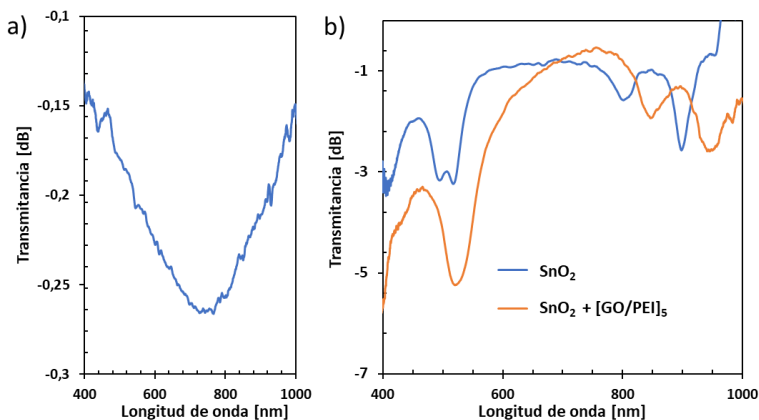 a)
Transmitancia [dB]
-0,1
-0,15
-0,2
-0,25
-0,3
400 600 800 1000
Longitud de onda [nm]
b)
Transmitancia [dB]
-1
-3
-5
-7
SnO₂
SnO₂ + [GO/PEI]₅
400 600 800 1000
Longitud de onda [nm]